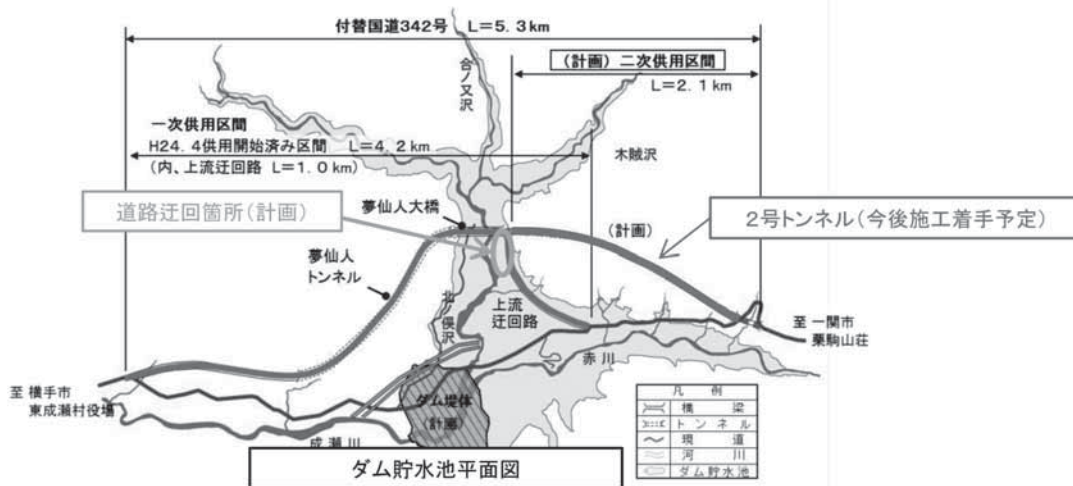 付替国道342号　L=5.3km
(計画)二次供用区間
L=2.1km
合ノ又沢
一次供用区間
H24.4供用開始済み区間　L=4.2km
(内、上流迂回路 L=1.0km)
木賊沢
道路迂回箇所(計画)
夢仙人大橋
(計画)
2号トンネル(今後施工着手予定)
夢仙人
トンネル
北ノ俣沢
上流
迂回路
至 一関市
栗駒山荘
赤川
至 横手市
東成瀬村役場
ダム堤体
(計画)
成瀬川
凡　例
橋　梁
トンネル
現　道
河　川
ダム貯水池
ダム貯水池平面図